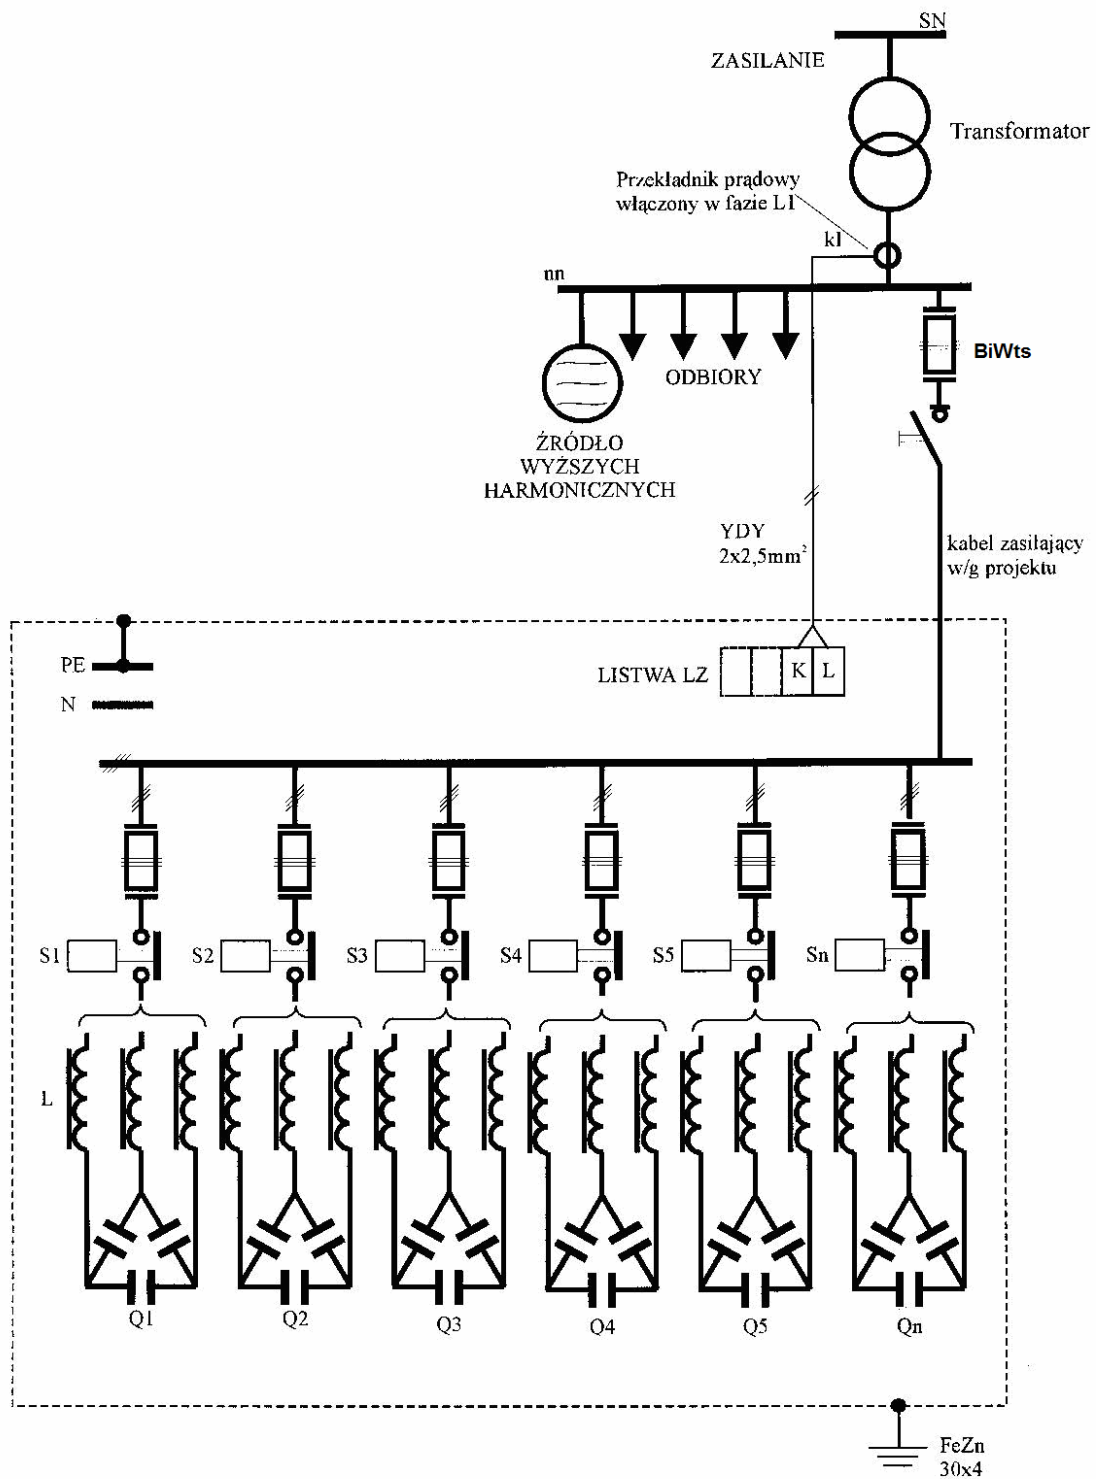 SN
ZASILANIE
Transformator
Przekładnik prądowy
włączony w fazie L1
kl
nn
BiWts
ODBIORY
ŹRÓDŁO
WYŻSZYCH
HARMONICZNYCH
YDY
2x2,5mm²
kabel zasilający
w/g projektu
PE
N
LISTWA LZ
K L
S1 S2 S3 S4 S5 Sn
L
Q1 Q2 Q3 Q4 Q5 Qn
FeZn
30x4